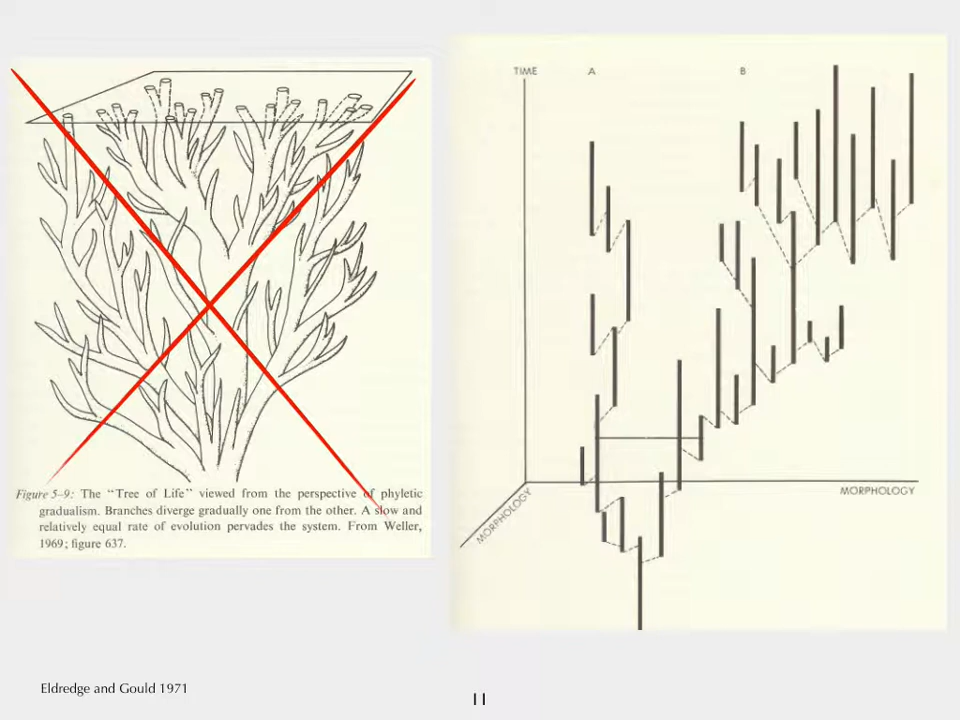 Figure 5–9: The “Tree of Life” viewed from the perspective of phyletic
gradualism. Branches diverge gradually one from the other. A slow and
relatively equal rate of evolution pervades the system. From Weller,
1969; figure 637.
TIME
A
B
MORPHOLOGY
MORPHOLOGY
Eldredge and Gould 1971
11